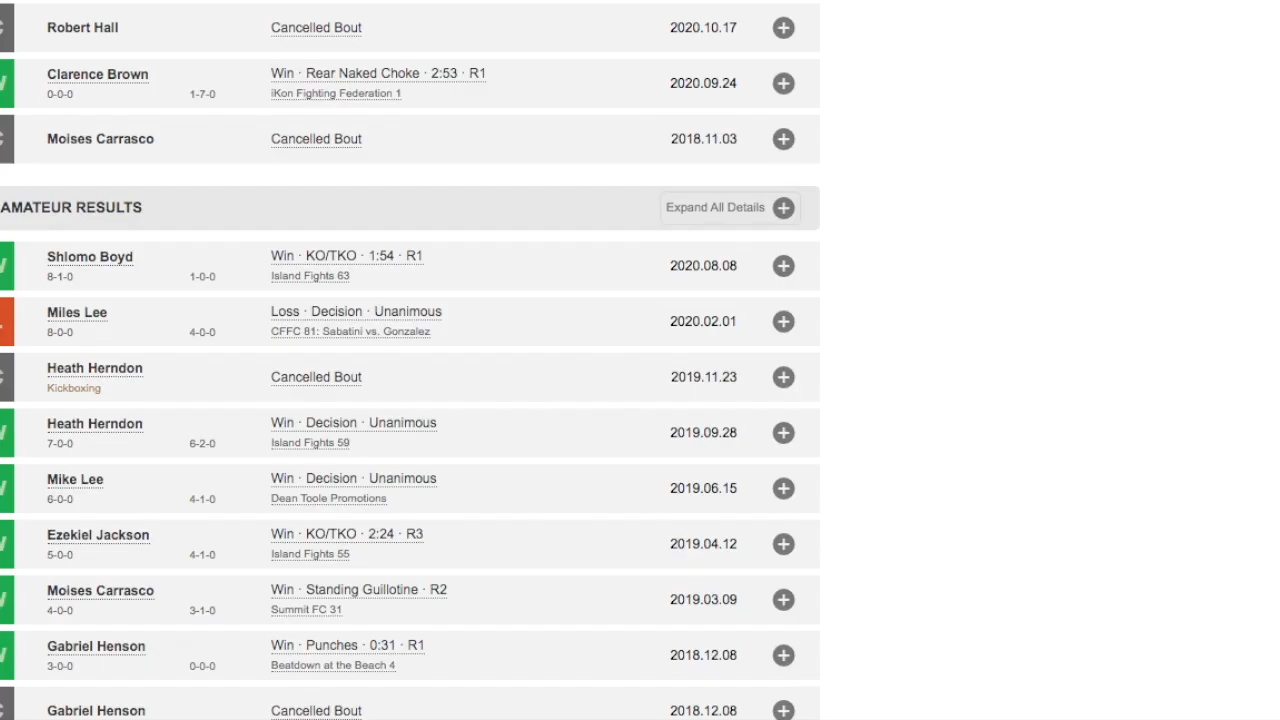 Robert Hall Cancelled Bout 2020.10.17
Clarence Brown Win · Rear Naked Choke · 2:53 · R1 2020.09.24
0-0-0 1-7-0 iKon Fighting Federation 1
Moises Carrasco Cancelled Bout 2018.11.03
AMATEUR RESULTS Expand All Details
Shlomo Boyd Win · KO/TKO · 1:54 · R1 2020.08.08
8-1-0 1-0-0 Island Fights 63
Miles Lee Loss · Decision · Unanimous 2020.02.01
8-0-0 4-0-0 CFFC 81: Sabatini vs. Gonzalez
Heath Herndon Cancelled Bout 2019.11.23
Kickboxing
Heath Herndon Win · Decision · Unanimous 2019.09.28
7-0-0 6-2-0 Island Fights 59
Mike Lee Win · Decision · Unanimous 2019.06.15
6-0-0 4-1-0 Dean Toole Promotions
Ezekiel Jackson Win · KO/TKO · 2:24 · R3 2019.04.12
5-0-0 4-1-0 Island Fights 55
Moises Carrasco Win · Standing Guillotine · R2 2019.03.09
4-0-0 3-1-0 Summit FC 31
Gabriel Henson Win · Punches · 0:31 · R1 2018.12.08
3-0-0 0-0-0 Beatdown at the Beach 4
Gabriel Henson Cancelled Bout 2018.12.08